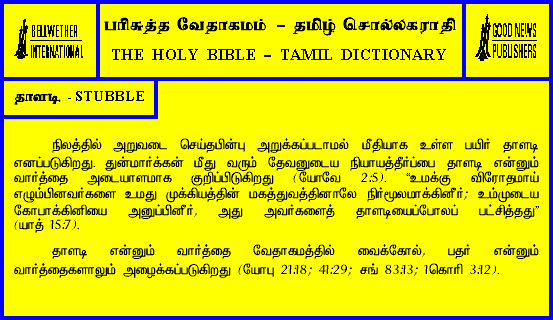 BELLWETHER
INTERNATIONAL
பரிசுத்த வேதாகமம் – தமிழ் சொல்லகராதி
THE HOLY BIBLE – TAMIL DICTIONARY
GOOD NEWS
PUBLISHERS
தாளடி - STUBBLE
நிலத்தில் அறுவடை செய்தபின்பு அறுக்கப்படாமல் மீதியாக உள்ள பயிர் தாளடி
எனப்படுகிறது. துன்மார்க்கன் மீது வரும் தேவனுடைய நியாயத்தீர்ப்பை தாளடி என்னும்
வார்த்தை அடையாளமாக குறிப்பிடுகிறது (யோவே 2:5). “உமக்கு விரோதமாய்
எழும்பினவர்களை உமது முக்கியத்தின் மகத்துவத்தினாலே நிர்மூலமாக்கினீர்; உம்முடைய
கோபாக்கினியை அனுப்பினீர், அது அவர்களைத் தாளடியைப்போலப் பட்சித்தது”
(யாத் 15:7).
தாளடி என்னும் வார்த்தை வேதாகமத்தில் வைக்கோல், பதர் என்னும்
வார்த்தைகளாலும் அழைக்கப்படுகிறது (யோபு 21:18; 41:29; சங் 83:13; 1கொரி 3:12).